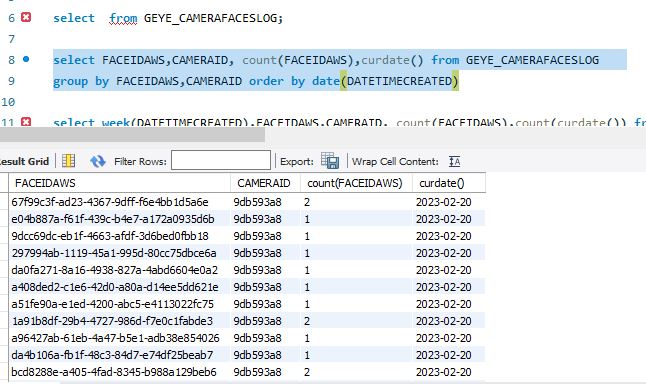 6 select from GEYE_CAMERAFACESLOG;
7
8 select FACEIDAWS,CAMERAID, count(FACEIDAWS),curdate() from GEYE_CAMERAFACESLOG
9 group by FACEIDAWS,CAMERAID order by date(DATETIMECREATED)
10
11 select week(DATETIMECREATED),FACEIDAWS,CAMERAID, count(FACEIDAWS),count(curdate()) fr
Result Grid Filter Rows: Export: Wrap Cell Content:
FACEIDAWS CAMERAID count(FACEIDAWS) curdate()
67f99c3f-ad23-4367-9dff-f6e4bb1d5a6e 9db593a8 2 2023-02-20
e04b887a-f61f-439c-b4e7-a172a0935d6b 9db593a8 1 2023-02-20
9dcc69dc-eb1f-4663-afdf-3d6bed0fbb18 9db593a8 1 2023-02-20
297994ab-1119-45a1-995d-80cc75dbce6a 9db593a8 1 2023-02-20
da0fa271-8a16-4938-827a-4abd6604e0a2 9db593a8 1 2023-02-20
a408ded2-c1e6-42d0-a80a-d14ee5dd621e 9db593a8 1 2023-02-20
a51fe90a-e1ed-4200-abc5-e4113022fc75 9db593a8 1 2023-02-20
1a91b8df-29b4-4727-986d-f7e0c1fabde3 9db593a8 2 2023-02-20
a96427ab-61eb-4a47-b5e1-adb38e854026 9db593a8 1 2023-02-20
da4b106a-fb1f-48c3-84d7-e74df25beab7 9db593a8 1 2023-02-20
bcd8288e-a405-4fad-8345-b988a129beb6 9db593a8 2 2023-02-20